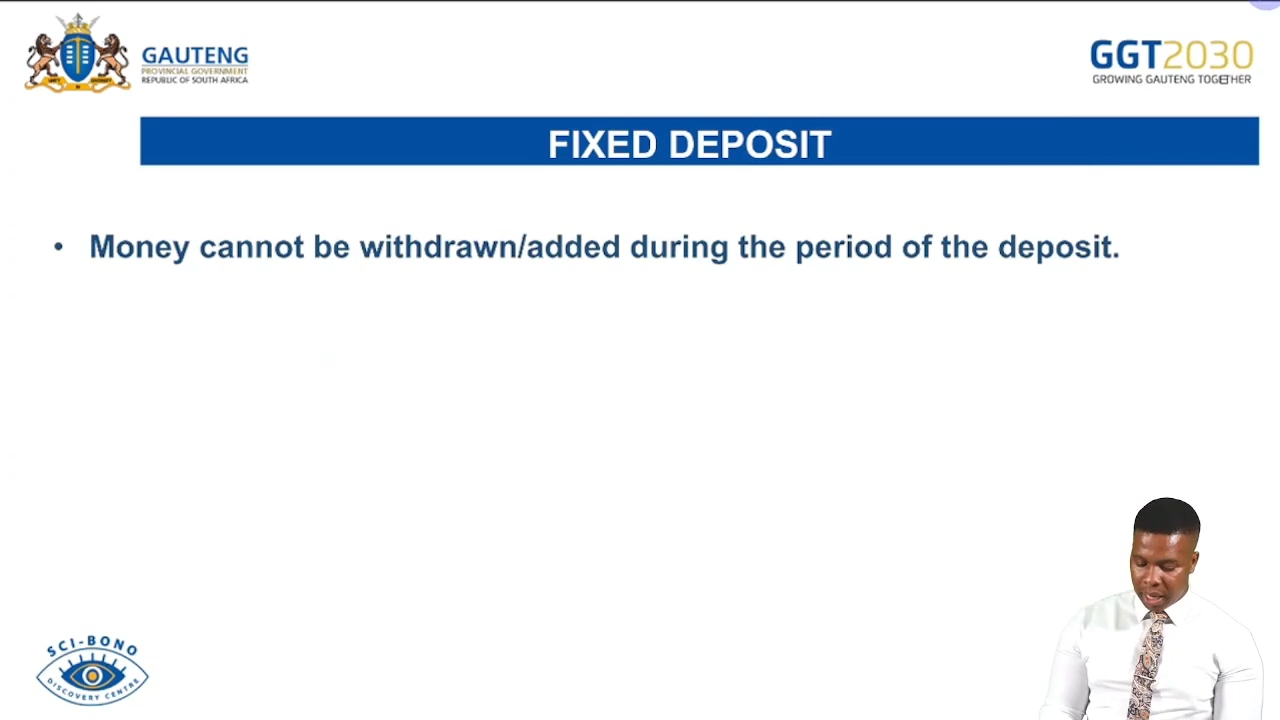 GAUTENG
PROVINCIAL GOVERNMENT
REPUBLIC OF SOUTH AFRICA
GGT2030
GROWING GAUTENG TOGETHER
FIXED DEPOSIT
• Money cannot be withdrawn/added during the period of the deposit.
SCI-BONO
DISCOVERY CENTRE